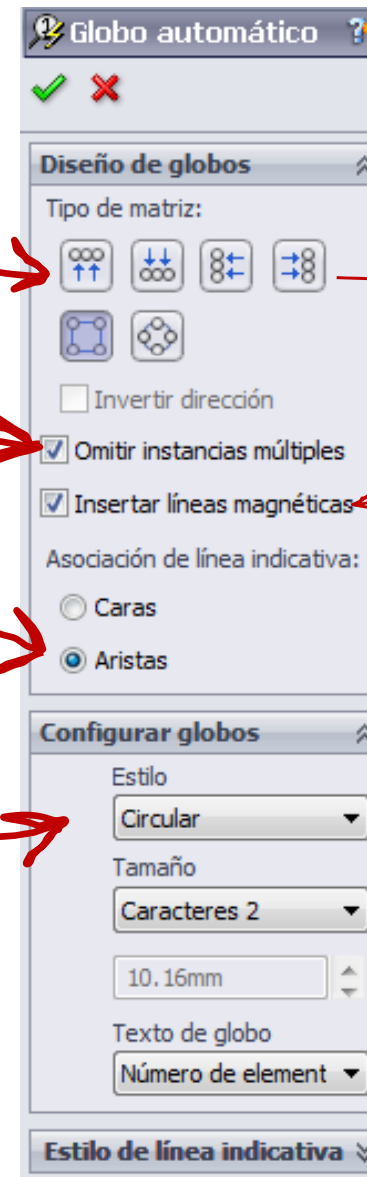 Globo automático
Diseño de globos
Tipo de matriz:
Invertir dirección
Omitir instancias múltiples
Insertar líneas magnéticas
Asociación de línea indicativa:
Caras
Aristas
Configurar globos
Estilo
Circular
Tamaño
Caracteres 2
10.16mm
Texto de globo
Número de element
Estilo de línea indicativa